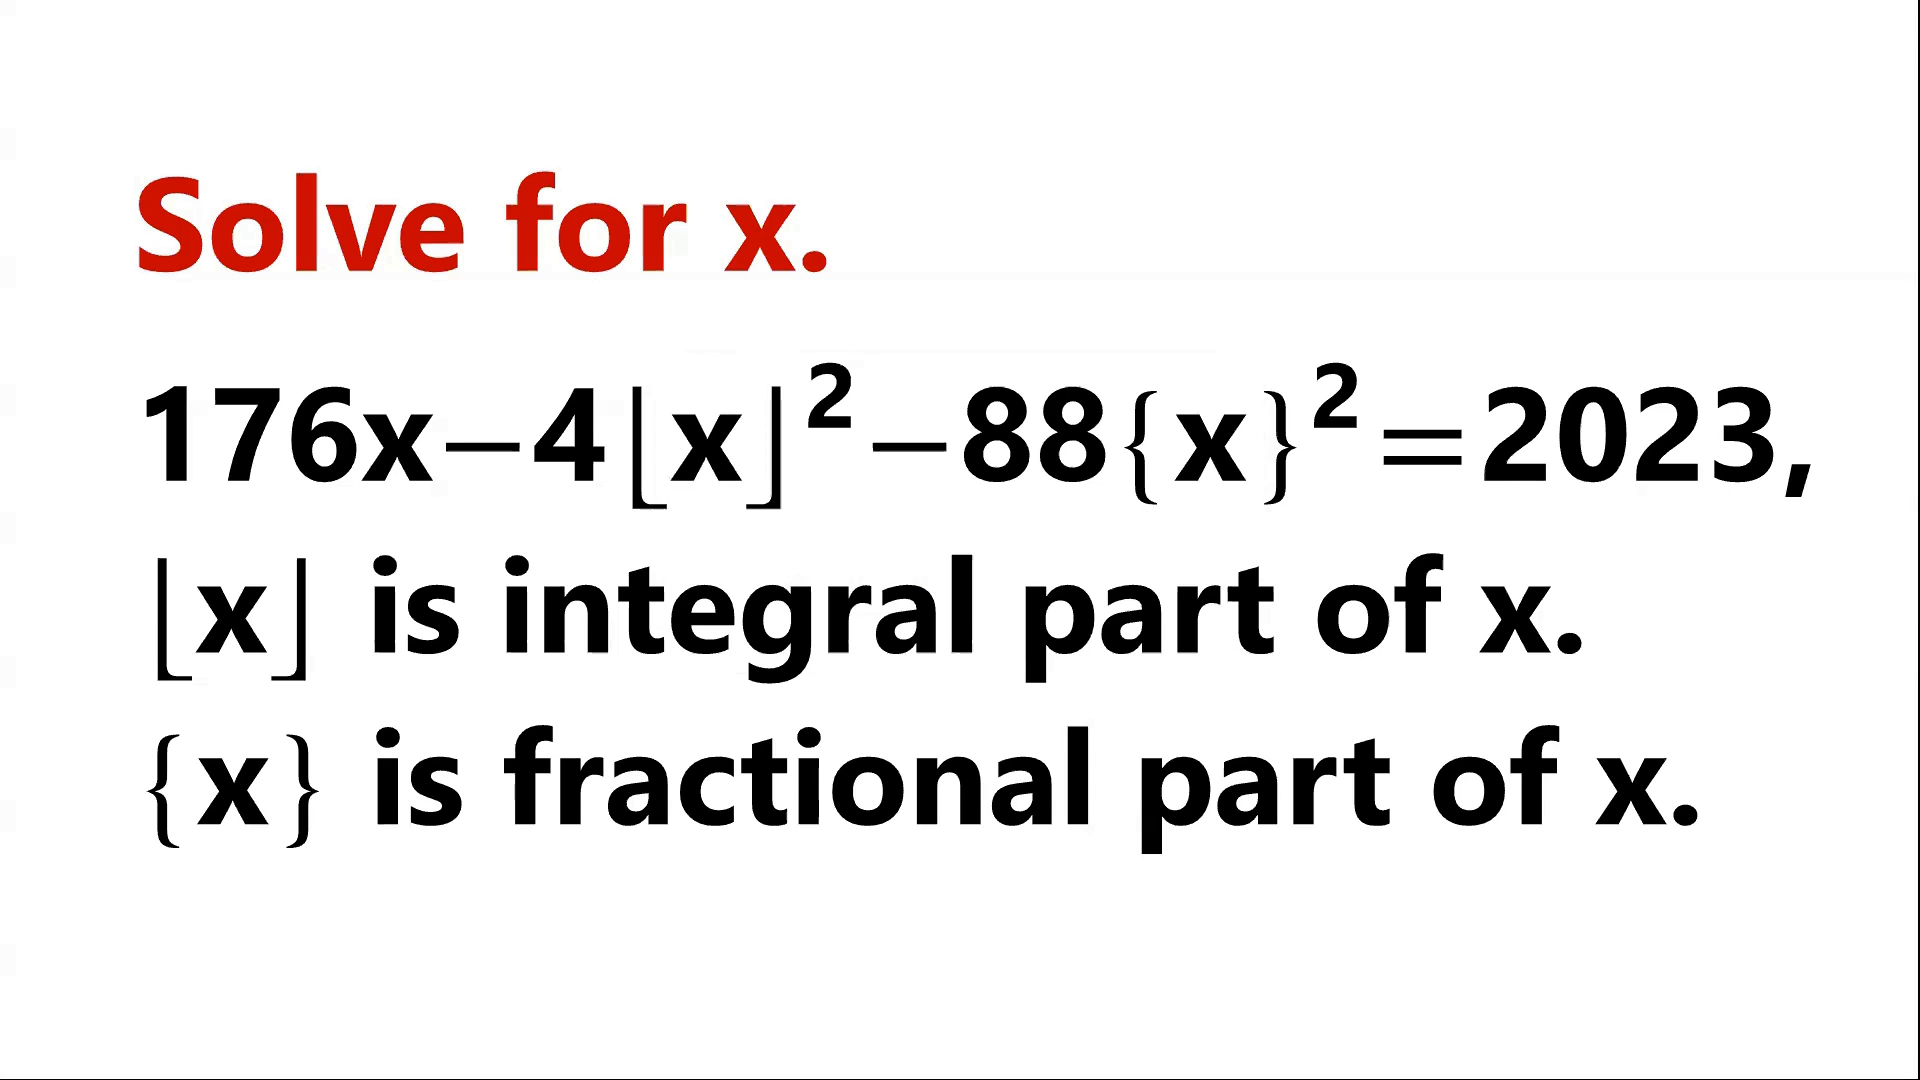 Solve for x.
176x−4⌊x⌋²−88{x}²=2023,
⌊x⌋ is integral part of x.
{x} is fractional part of x.